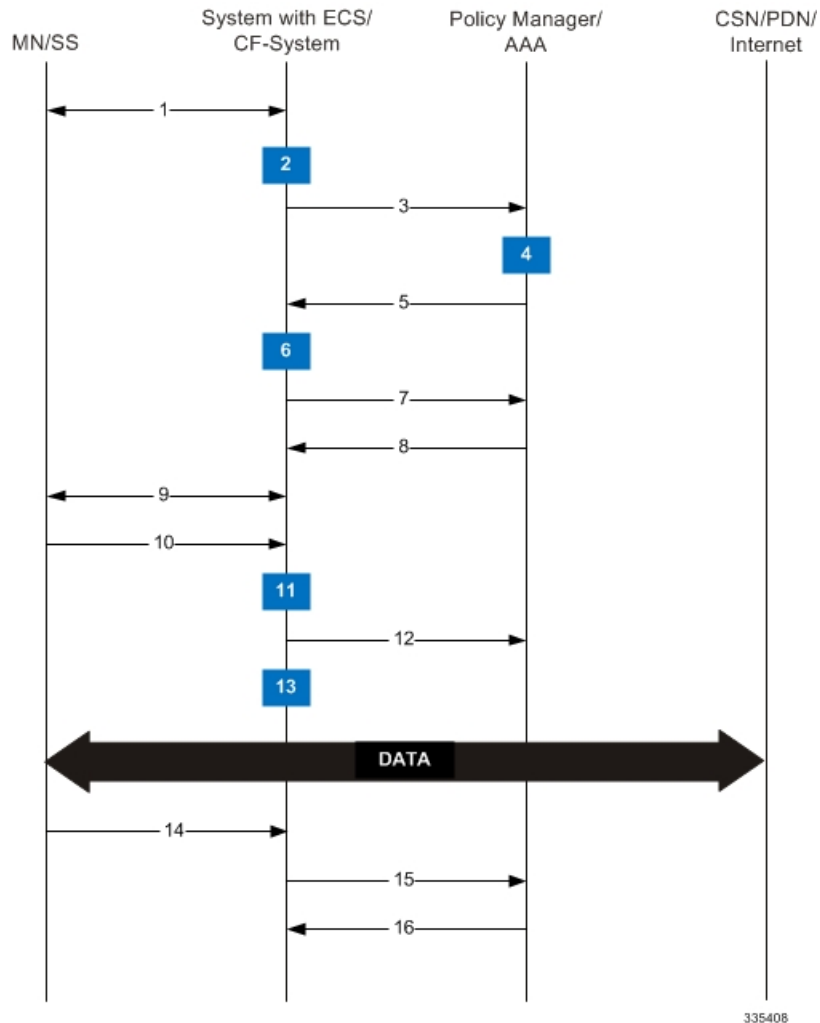 MN/SS
System with ECS/
CF-System
Policy Manager/
AAA
CSN/PDN/
Internet
1
2
3
4
5
6
7
8
9
10
11
12
13
DATA
14
15
16
335408